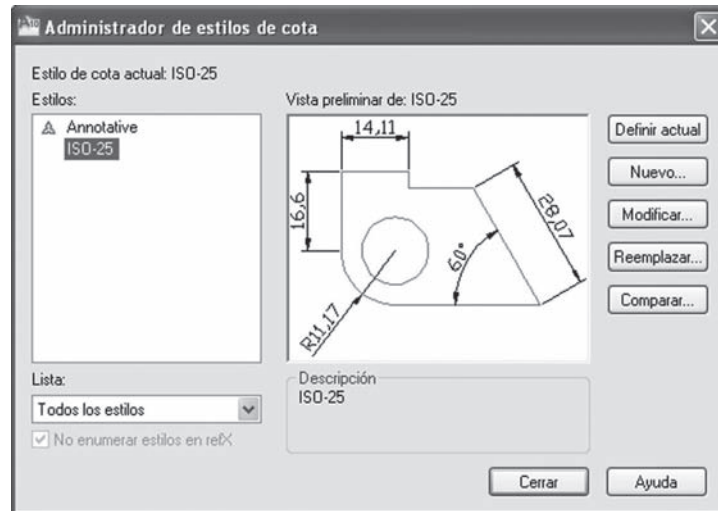 Administrador de estilos de cota
Estilo de cota actual: ISO-25
Estilos:
Annotative
ISO-25
Vista preliminar de: ISO-25
14,11
16,6
28,07
60°
R11,17
Definir actual
Nuevo...
Modificar...
Reemplazar...
Comparar...
Lista:
Todos los estilos
No enumerar estilos en refX
Descripción
ISO-25
Cerrar
Ayuda